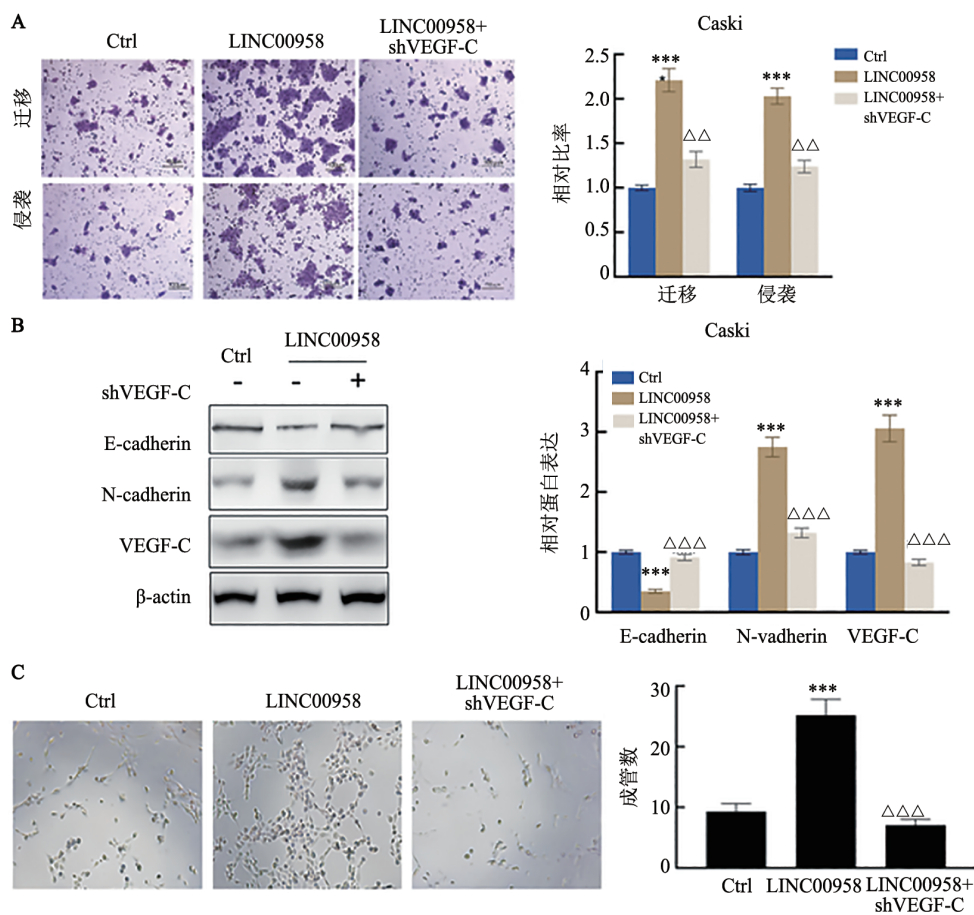 A
Ctrl
LINC00958
LINC00958+
shVEGF-C
迁移
侵袭
Caski
Ctrl
LINC00958
LINC00958+
shVEGF-C
相对比率
2.5
2.0
1.5
1.0
0.5
0
***
△△
***
△△
迁移
侵袭
B
Ctrl
LINC00958
shVEGF-C
-
-
+
E-cadherin
N-cadherin
VEGF-C
β-actin
Caski
Ctrl
LINC00958
LINC00958+
shVEGF-C
相对蛋白表达
4
3
2
1
0
***
△△△
***
△△△
***
△△△
E-cadherin
N-vadherin
VEGF-C
C
Ctrl
LINC00958
LINC00958+
shVEGF-C
成管数
30
20
10
0
***
△△△
Ctrl
LINC00958
LINC00958+
shVEGF-C